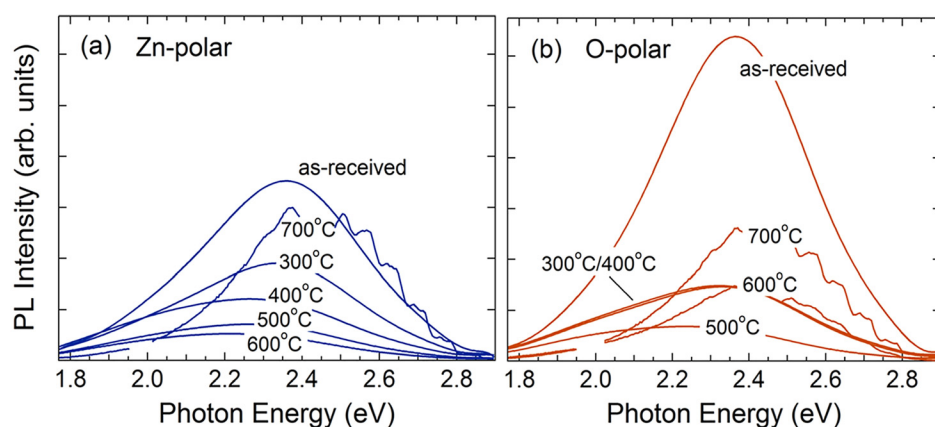 (a) Zn-polar
as-received
700°C
300°C
400°C
500°C
600°C
PL Intensity (arb. units)
1.8 2.0 2.2 2.4 2.6 2.8
Photon Energy (eV)
(b) O-polar
as-received
700°C
300°C/400°C
600°C
500°C
1.8 2.0 2.2 2.4 2.6 2.8
Photon Energy (eV)